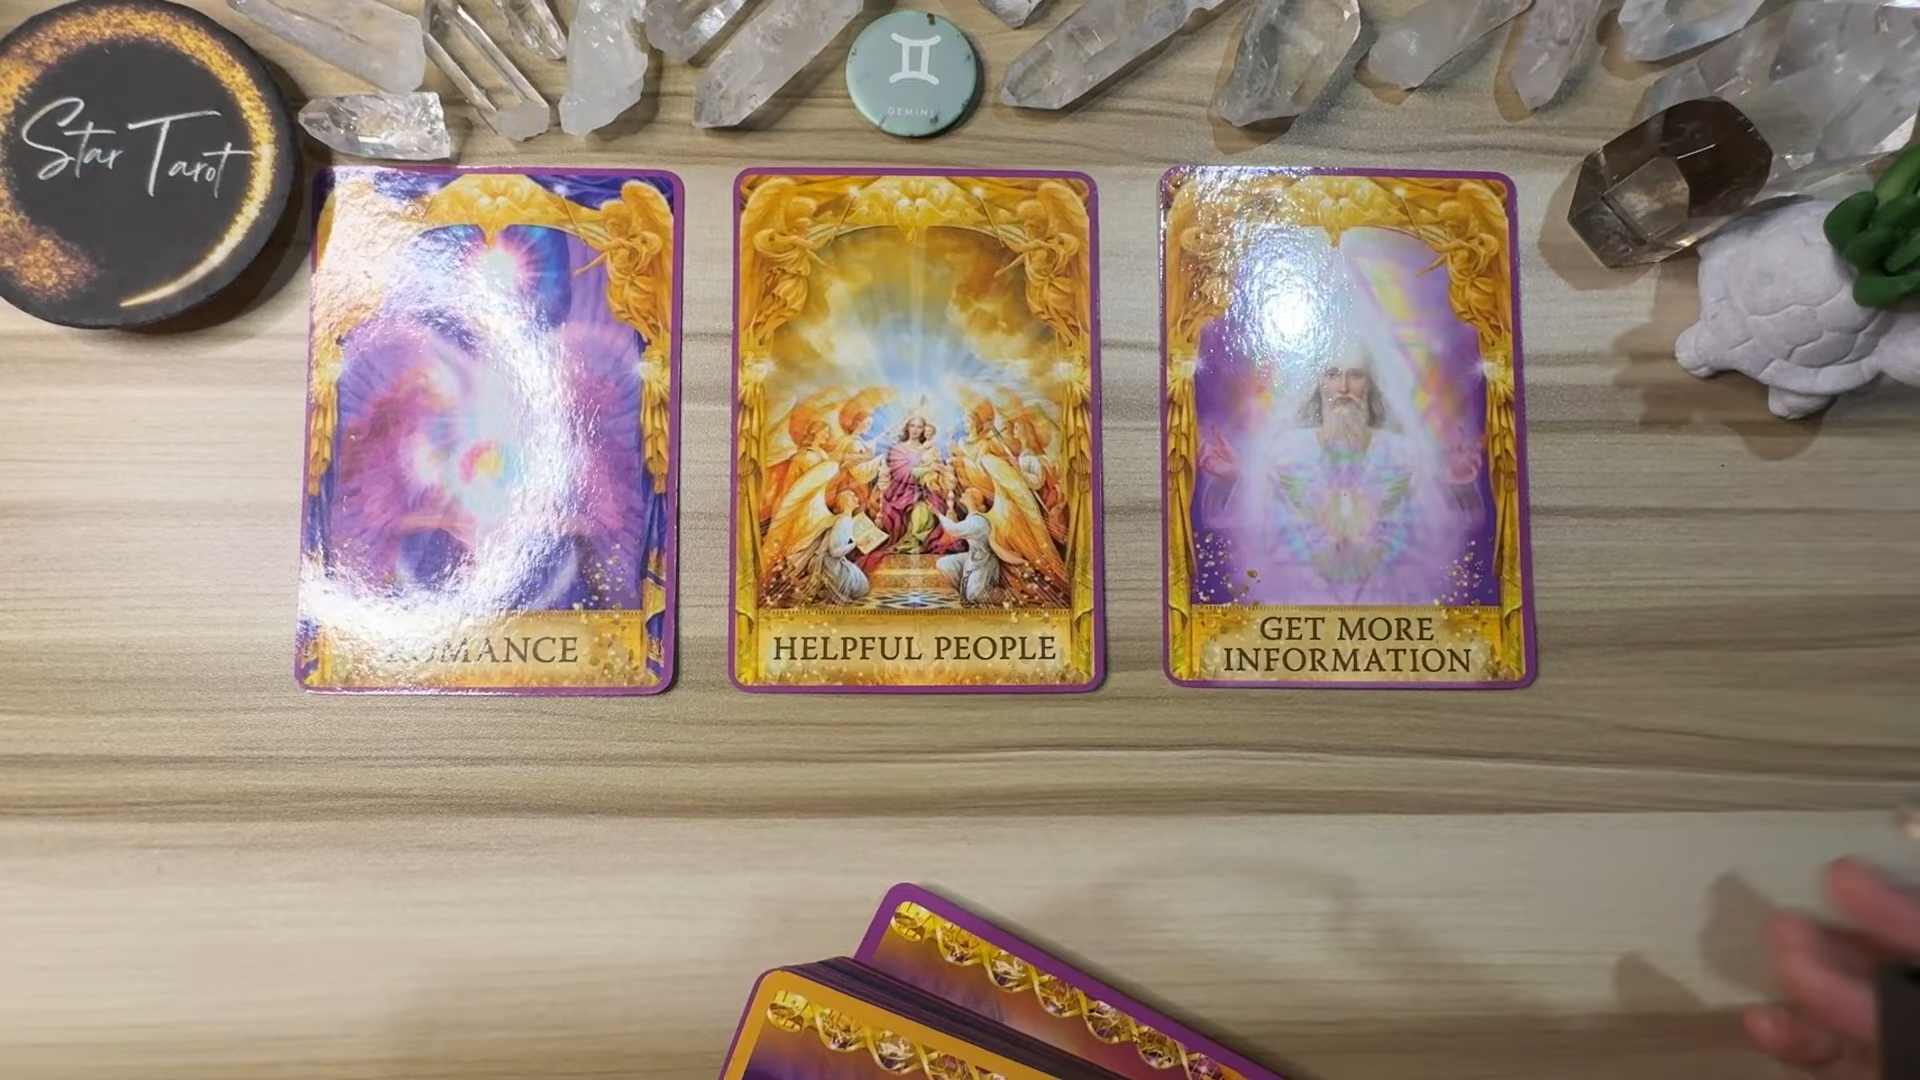 Star Tarot
GEMINI
ROMANCE
HELPFUL PEOPLE
GET MORE
INFORMATION